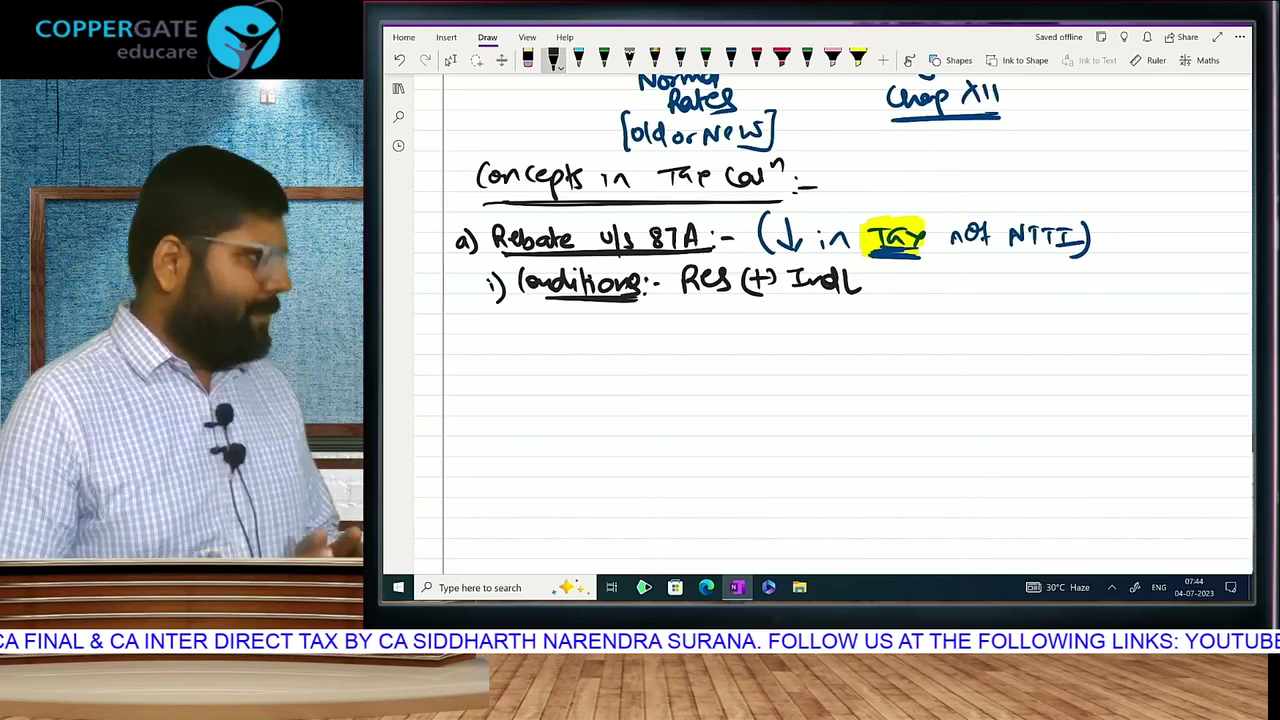 COPPERGATE
educare
Home Insert Draw View Help
Saved offline
Share
Shapes
Ink to Shape
Ink to Text
Ruler
Maths
Normal
Rates
[Old or New]
Chap XII
Concepts in Tax Calⁿ :-
a) Rebate u/s 87A :- (↓ in Tax not NTTI)
i) Conditions :- Res (+) Indl
Type here to search
30°C Haze
ENG
07:44
04-07-2023
CA FINAL & CA INTER DIRECT TAX BY CA SIDDHARTH NARENDRA SURANA. FOLLOW US AT THE FOLLOWING LINKS: YOUTUBE